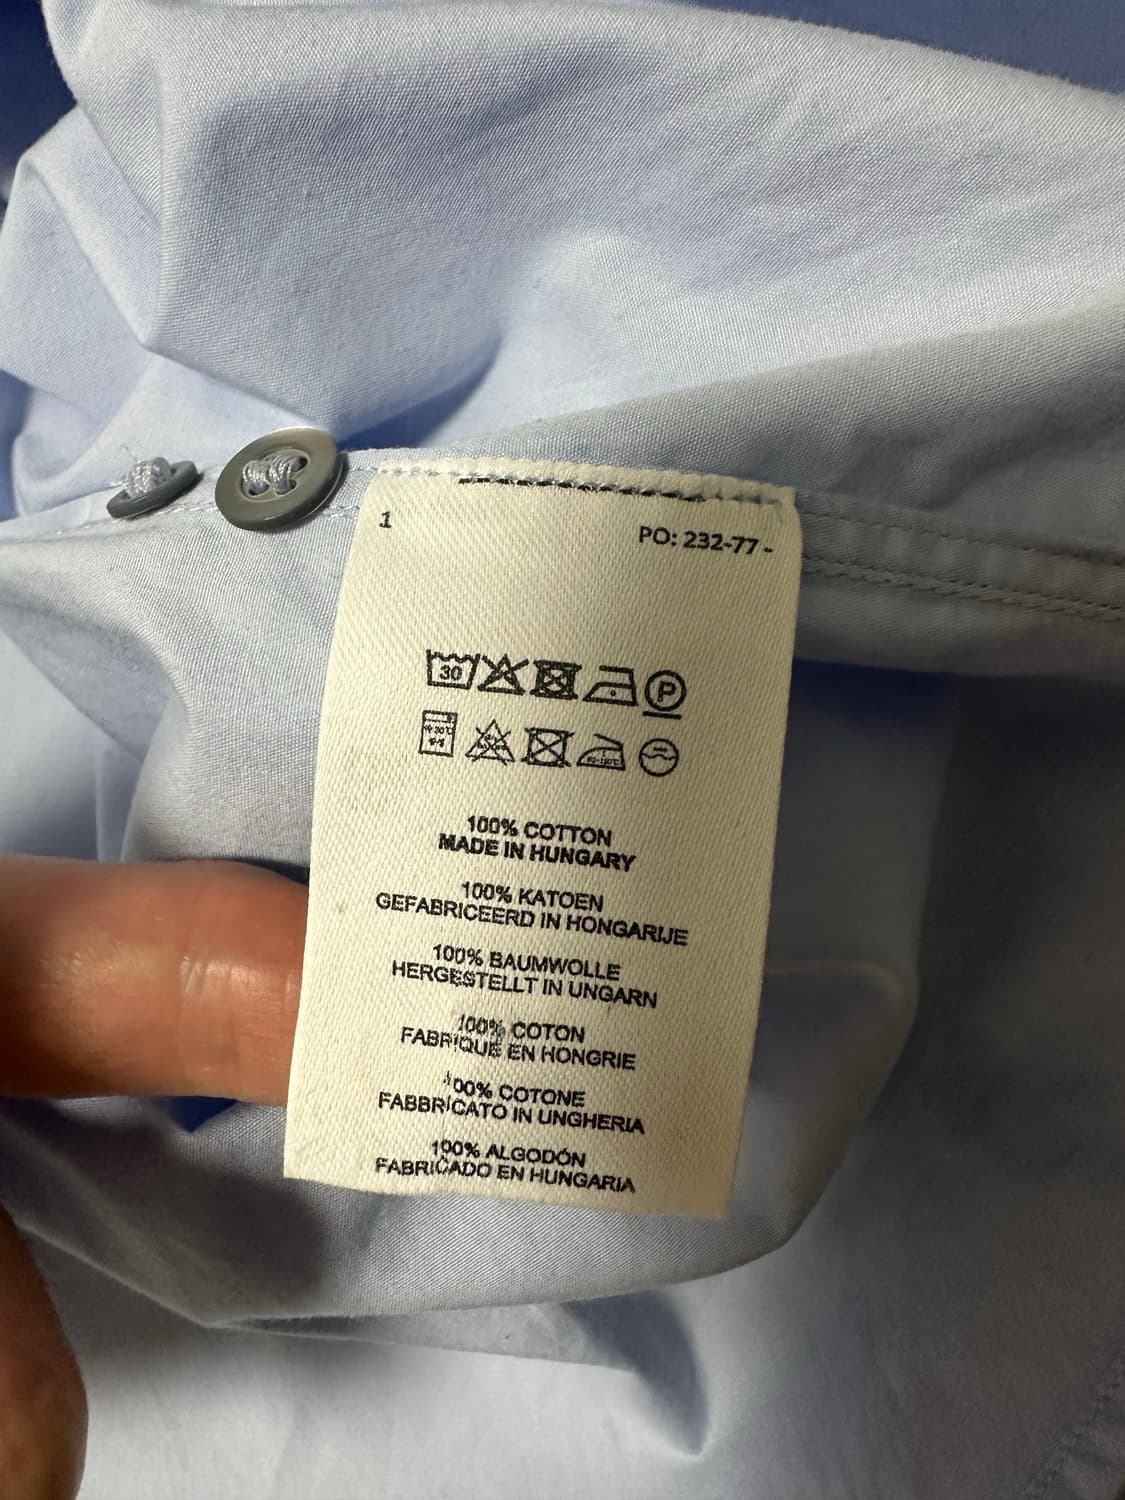 1
PO: 232-77-
30
P
100% COTTON
MADE IN HUNGARY
100% KATOEN
GEFABRICEERD IN HONGARIJE
100% BAUMWOLLE
HERGESTELLT IN UNGARN
100% COTON
FABRIQUE EN HONGRIE
100% COTONE
FABBRICATO IN UNGHERIA
100% ALGODÓN
FABRICADO EN HUNGARIA